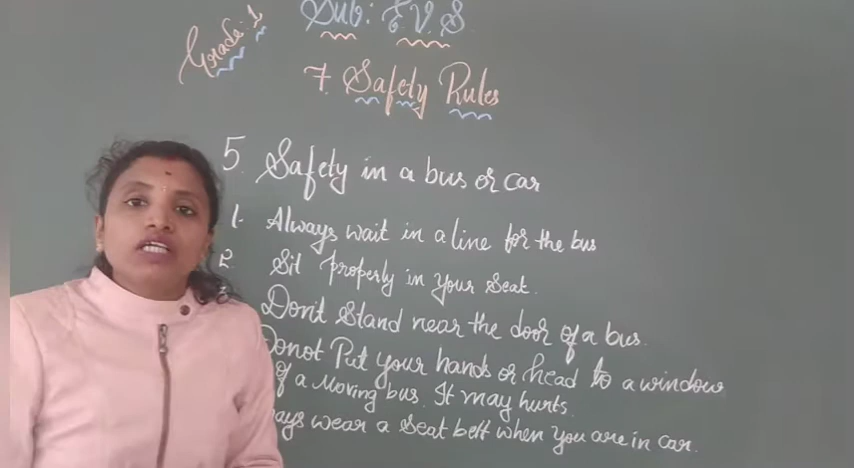 Grade: 1
Sub: E.V.S
7. Safety Rules
5. Safety in a bus or car
1. Always wait in a line for the bus
2. Sit properly in your seat.
Don't stand near the door of a bus.
Donot Put your hands or head to a window
of a Moving bus. It may hurts.
ays wear a seat belt when you are in car.